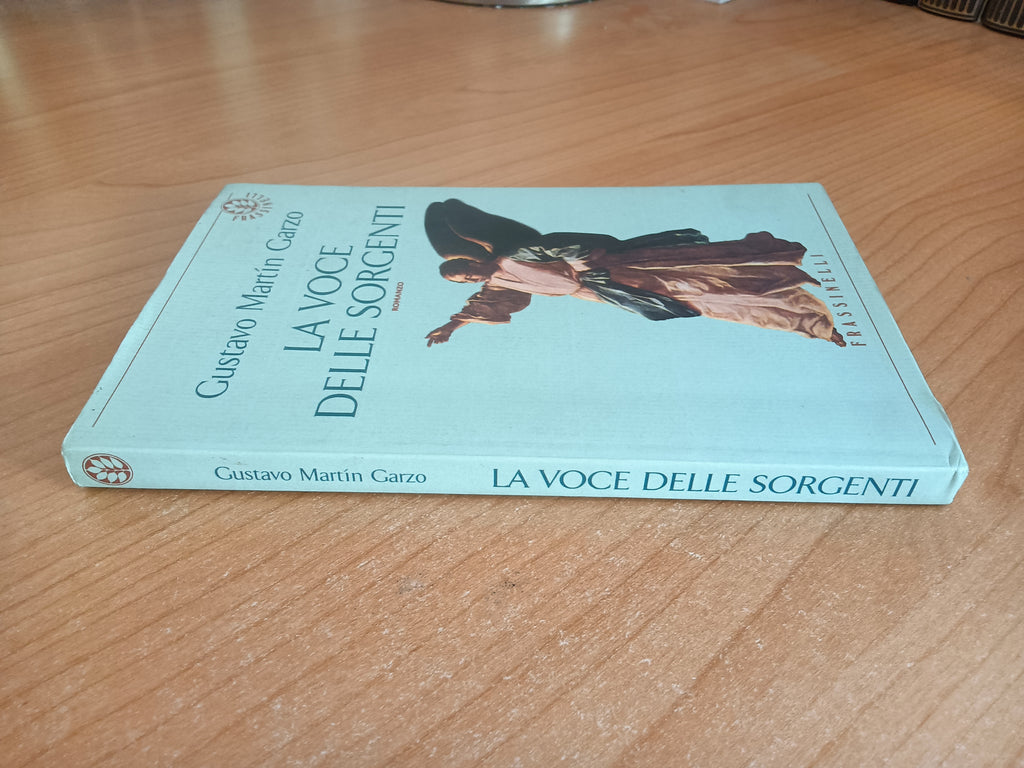 Gustavo Martín Garzo
LA VOCE
DELLE SORGENTI
ROMANZO
FRASSINELLI
Gustavo Martín Garzo LA VOCE DELLE SORGENTI